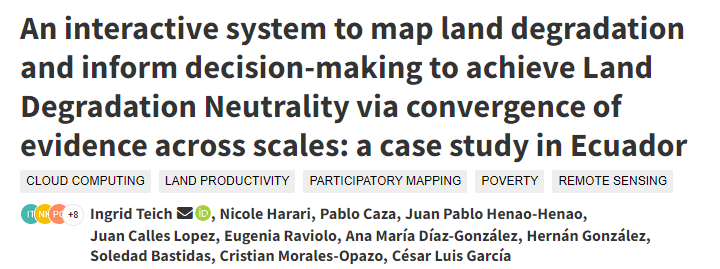 An interactive system to map land degradation
and inform decision-making to achieve Land
Degradation Neutrality via convergence of
evidence across scales: a case study in Ecuador
CLOUD COMPUTING LAND PRODUCTIVITY PARTICIPATORY MAPPING POVERTY REMOTE SENSING
+8 Ingrid Teich iD, Nicole Harari, Pablo Caza, Juan Pablo Henao-Henao,
Juan Calles Lopez, Eugenia Raviolo, Ana María Díaz-González, Hernán González,
Soledad Bastidas, Cristian Morales-Opazo, César Luis García